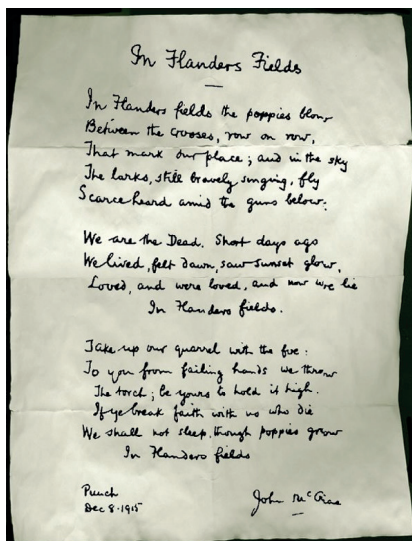 In Flanders Fields
In Flanders fields the poppies blow
Between the crosses, row on row,
That mark our place; and in the sky
The larks, still bravely singing, fly
Scarce heard amid the guns below.
We are the Dead. Short days ago
We lived, felt dawn, saw sunset glow,
Loved, and were loved, and now we lie
In Flanders fields.
Take up our quarrel with the foe:
To you from failing hands we throw
The torch; be yours to hold it high.
If ye break faith with us who die
We shall not sleep, though poppies grow
In Flanders fields
Punch
Dec 8·1915
John McCrae